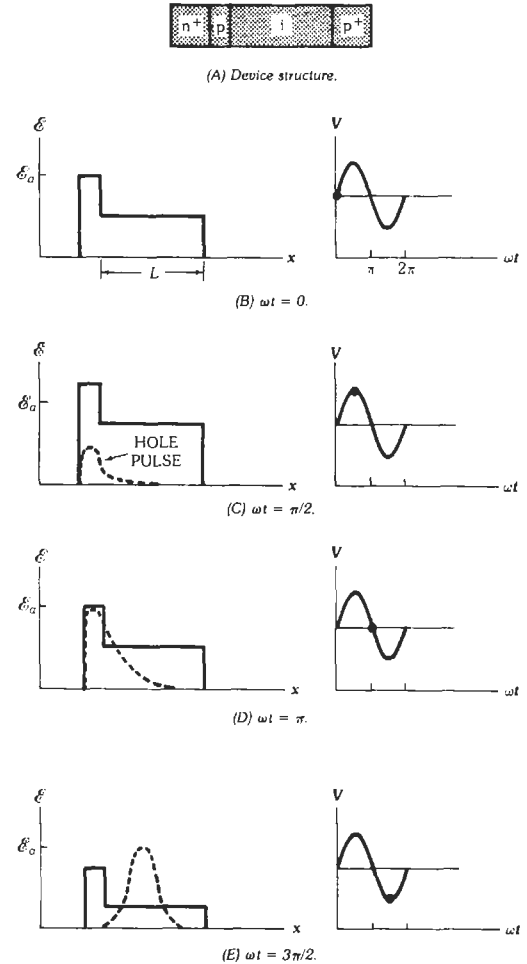 n+ p i p+
(A) Device structure.
ℰ V
ℰa
L x π 2π ωt
(B) ωt = 0.
ℰ V
ℰa
HOLE
PULSE
x ωt
(C) ωt = π/2.
ℰ V
ℰa
x ωt
(D) ωt = π.
ℰ V
ℰa
x ωt
(E) ωt = 3π/2.